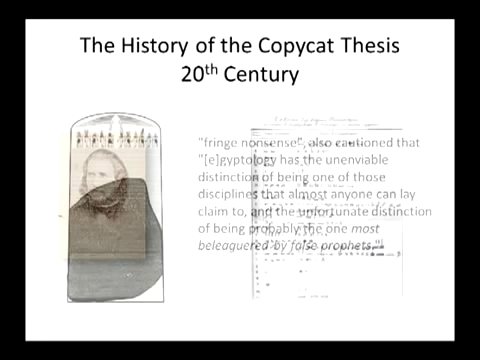 The History of the Copycat Thesis
20th Century
"fringe nonsense", also cautioned that
"[e]gyptology has the unenviable
distinction of being one of those
disciplines that almost anyone can lay
claim to, and the unfortunate distinction
of being probably the one most
beleaguered by false prophets."